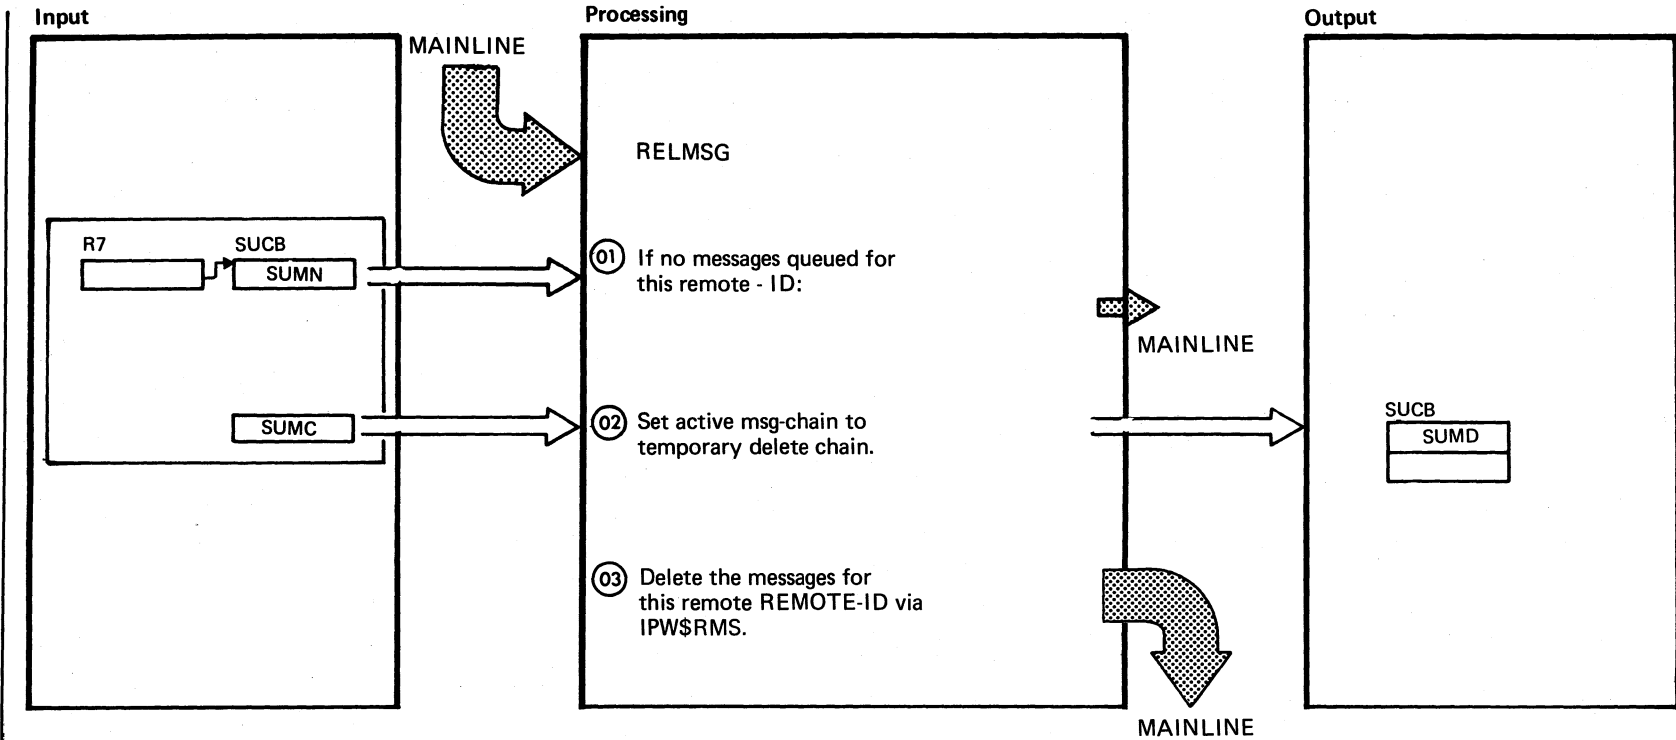 Input
Processing
Output
MAINLINE
RELMSG
R7
SUCB
SUMN
01 If no messages queued for
this remote - ID:
MAINLINE
SUMC
02 Set active msg-chain to
temporary delete chain.
SUCB
SUMD
03 Delete the messages for
this remote REMOTE-ID via
IPW$RMS.
MAINLINE